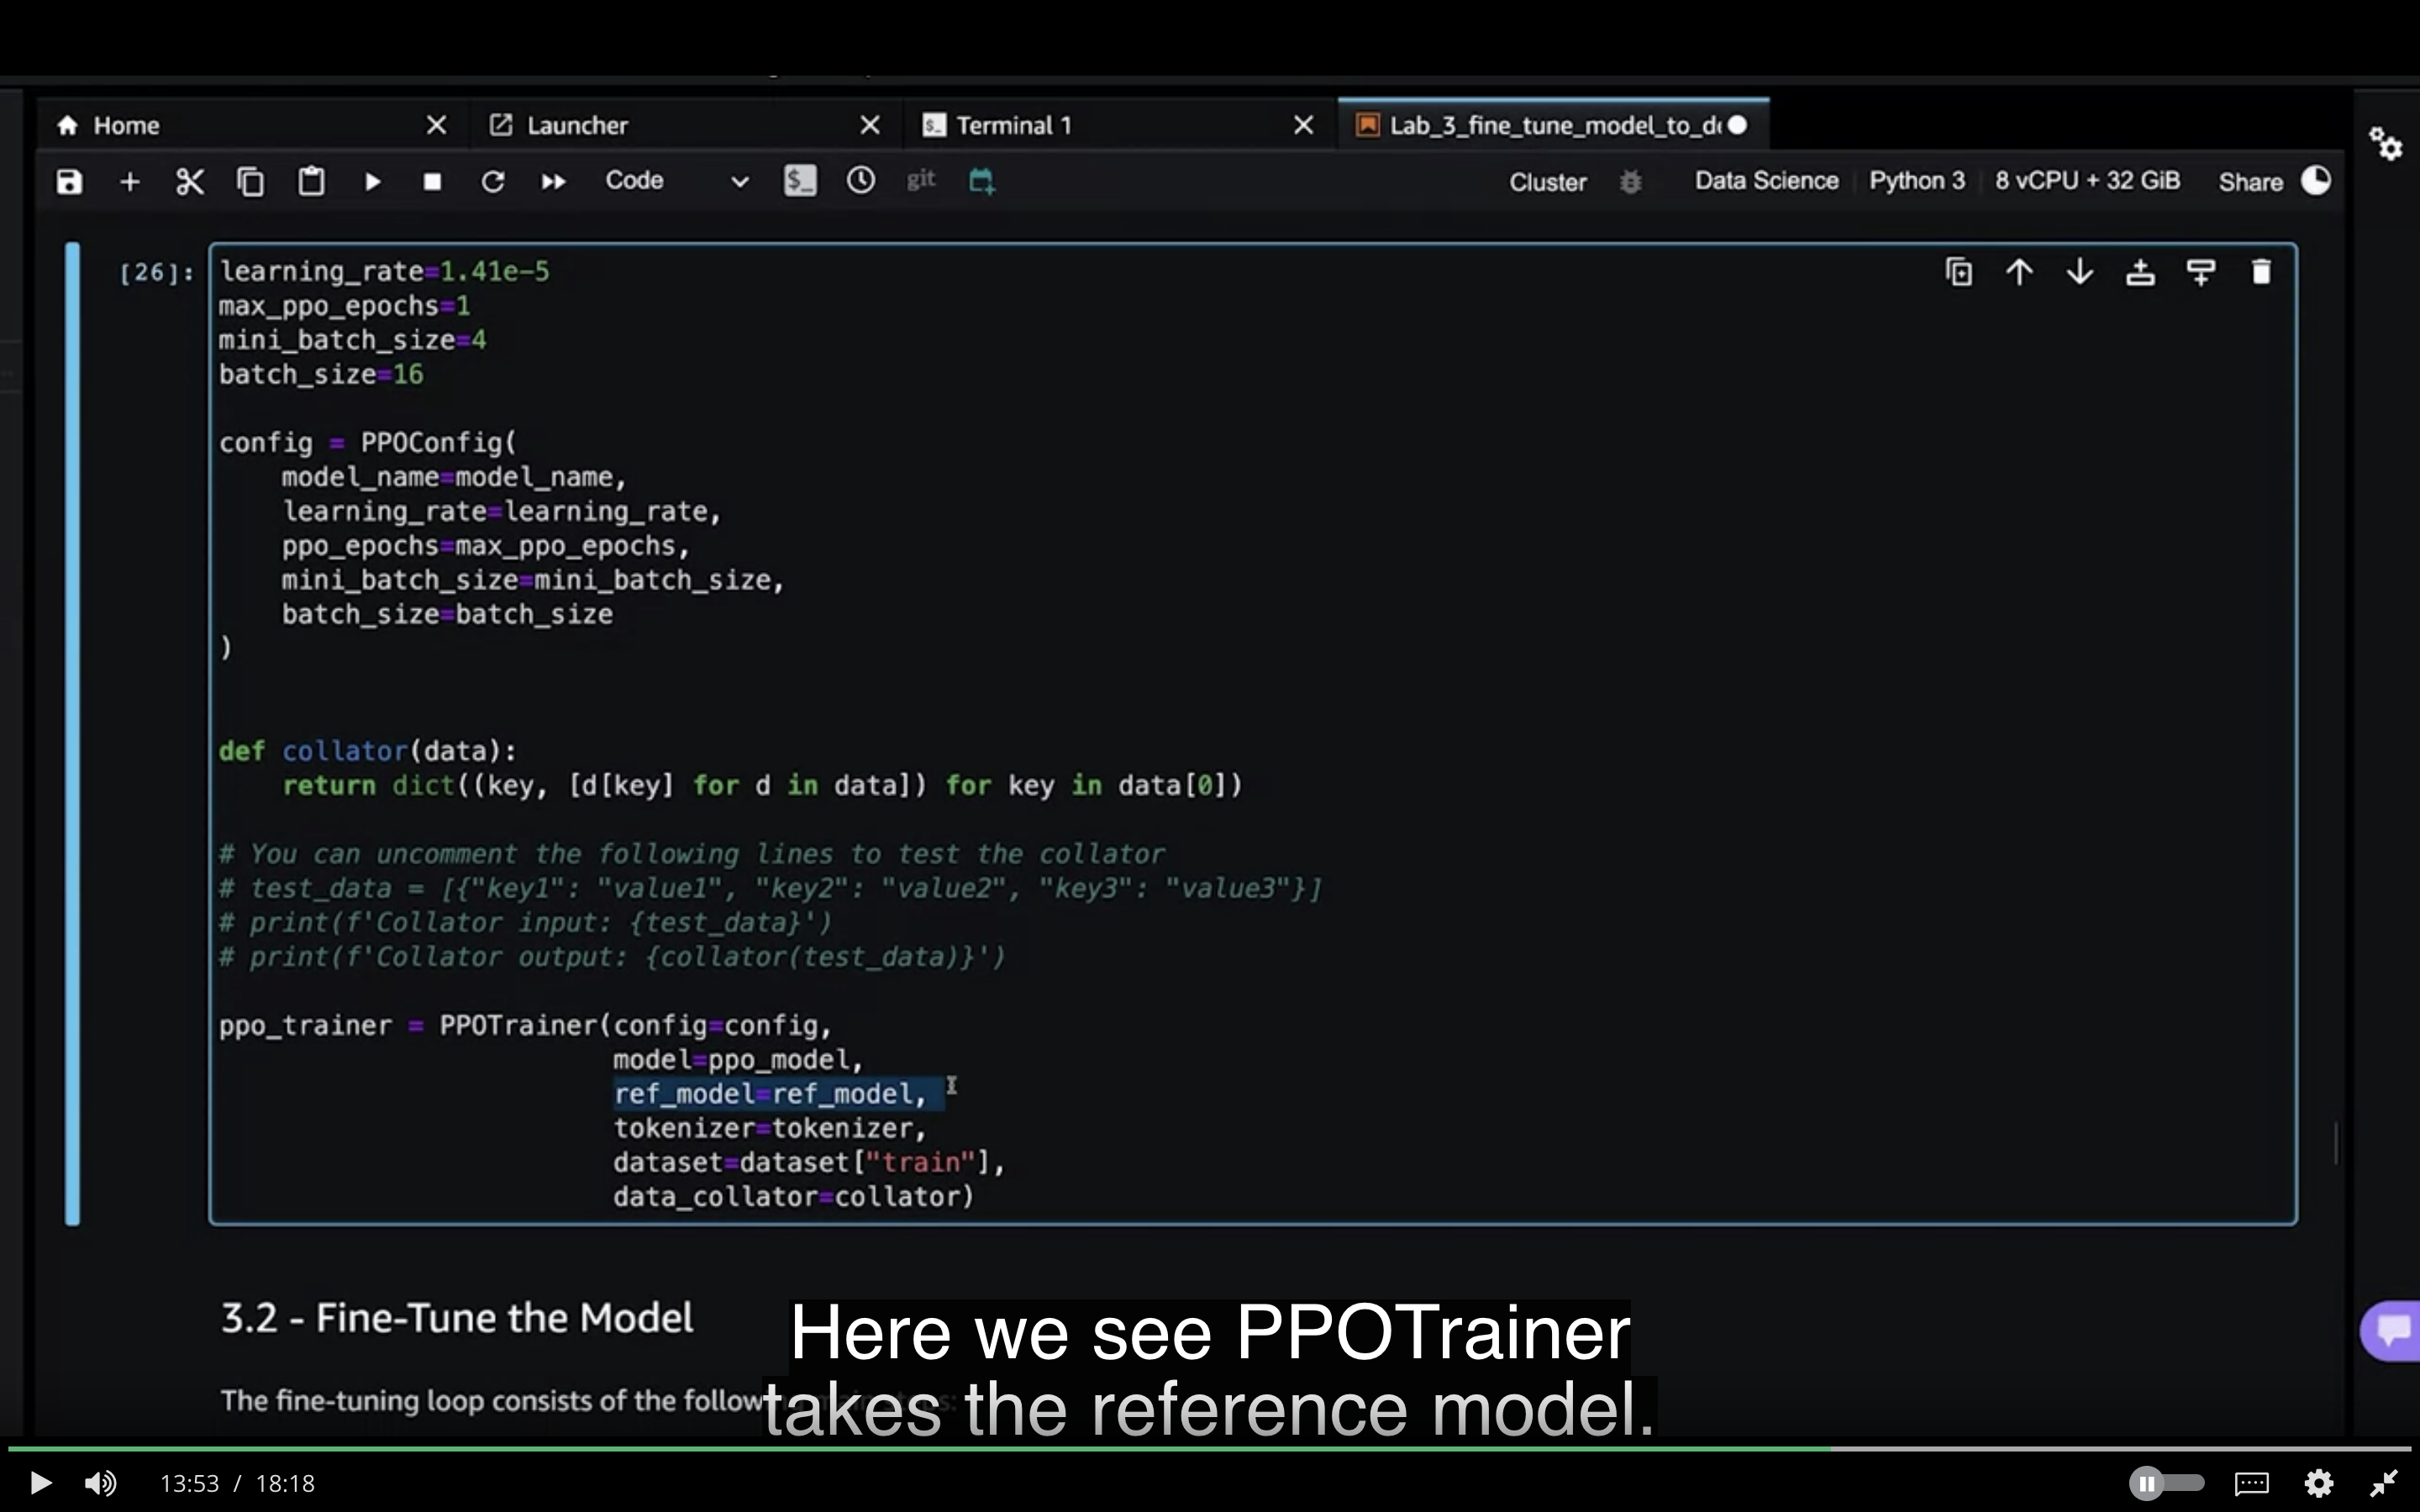 Home
Launcher
Terminal 1
Lab_3_fine_tune_model_to_d
Code
git
Cluster
Data Science
Python 3
8 vCPU + 32 GiB
Share
[26]:
learning_rate=1.41e-5
max_ppo_epochs=1
mini_batch_size=4
batch_size=16
config = PPOConfig(
    model_name=model_name,
    learning_rate=learning_rate,
    ppo_epochs=max_ppo_epochs,
    mini_batch_size=mini_batch_size,
    batch_size=batch_size
)
def collator(data):
    return dict((key, [d[key] for d in data]) for key in data[0])
# You can uncomment the following lines to test the collator
# test_data = [{"key1": "value1", "key2": "value2", "key3": "value3"}]
# print(f'Collator input: {test_data}')
# print(f'Collator output: {collator(test_data)}')
ppo_trainer = PPOTrainer(config=config,
                         model=ppo_model,
                         ref_model=ref_model,
                         tokenizer=tokenizer,
                         dataset=dataset["train"],
                         data_collator=collator)
3.2 - Fine-Tune the Model
The fine-tuning loop consists of the follow
Here we see PPOTrainer
takes the reference model.
13:53 / 18:18